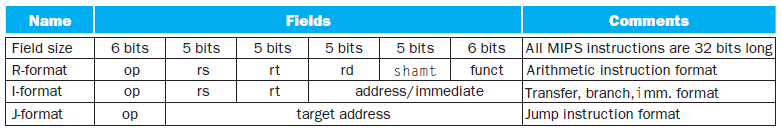 Name Fields Comments
Field size 6 bits 5 bits 5 bits 5 bits 5 bits 6 bits All MIPS instructions are 32 bits long
R-format op rs rt rd shamt funct Arithmetic instruction format
I-format op rs rt address/immediate Transfer, branch,imm. format
J-format op target address Jump instruction format